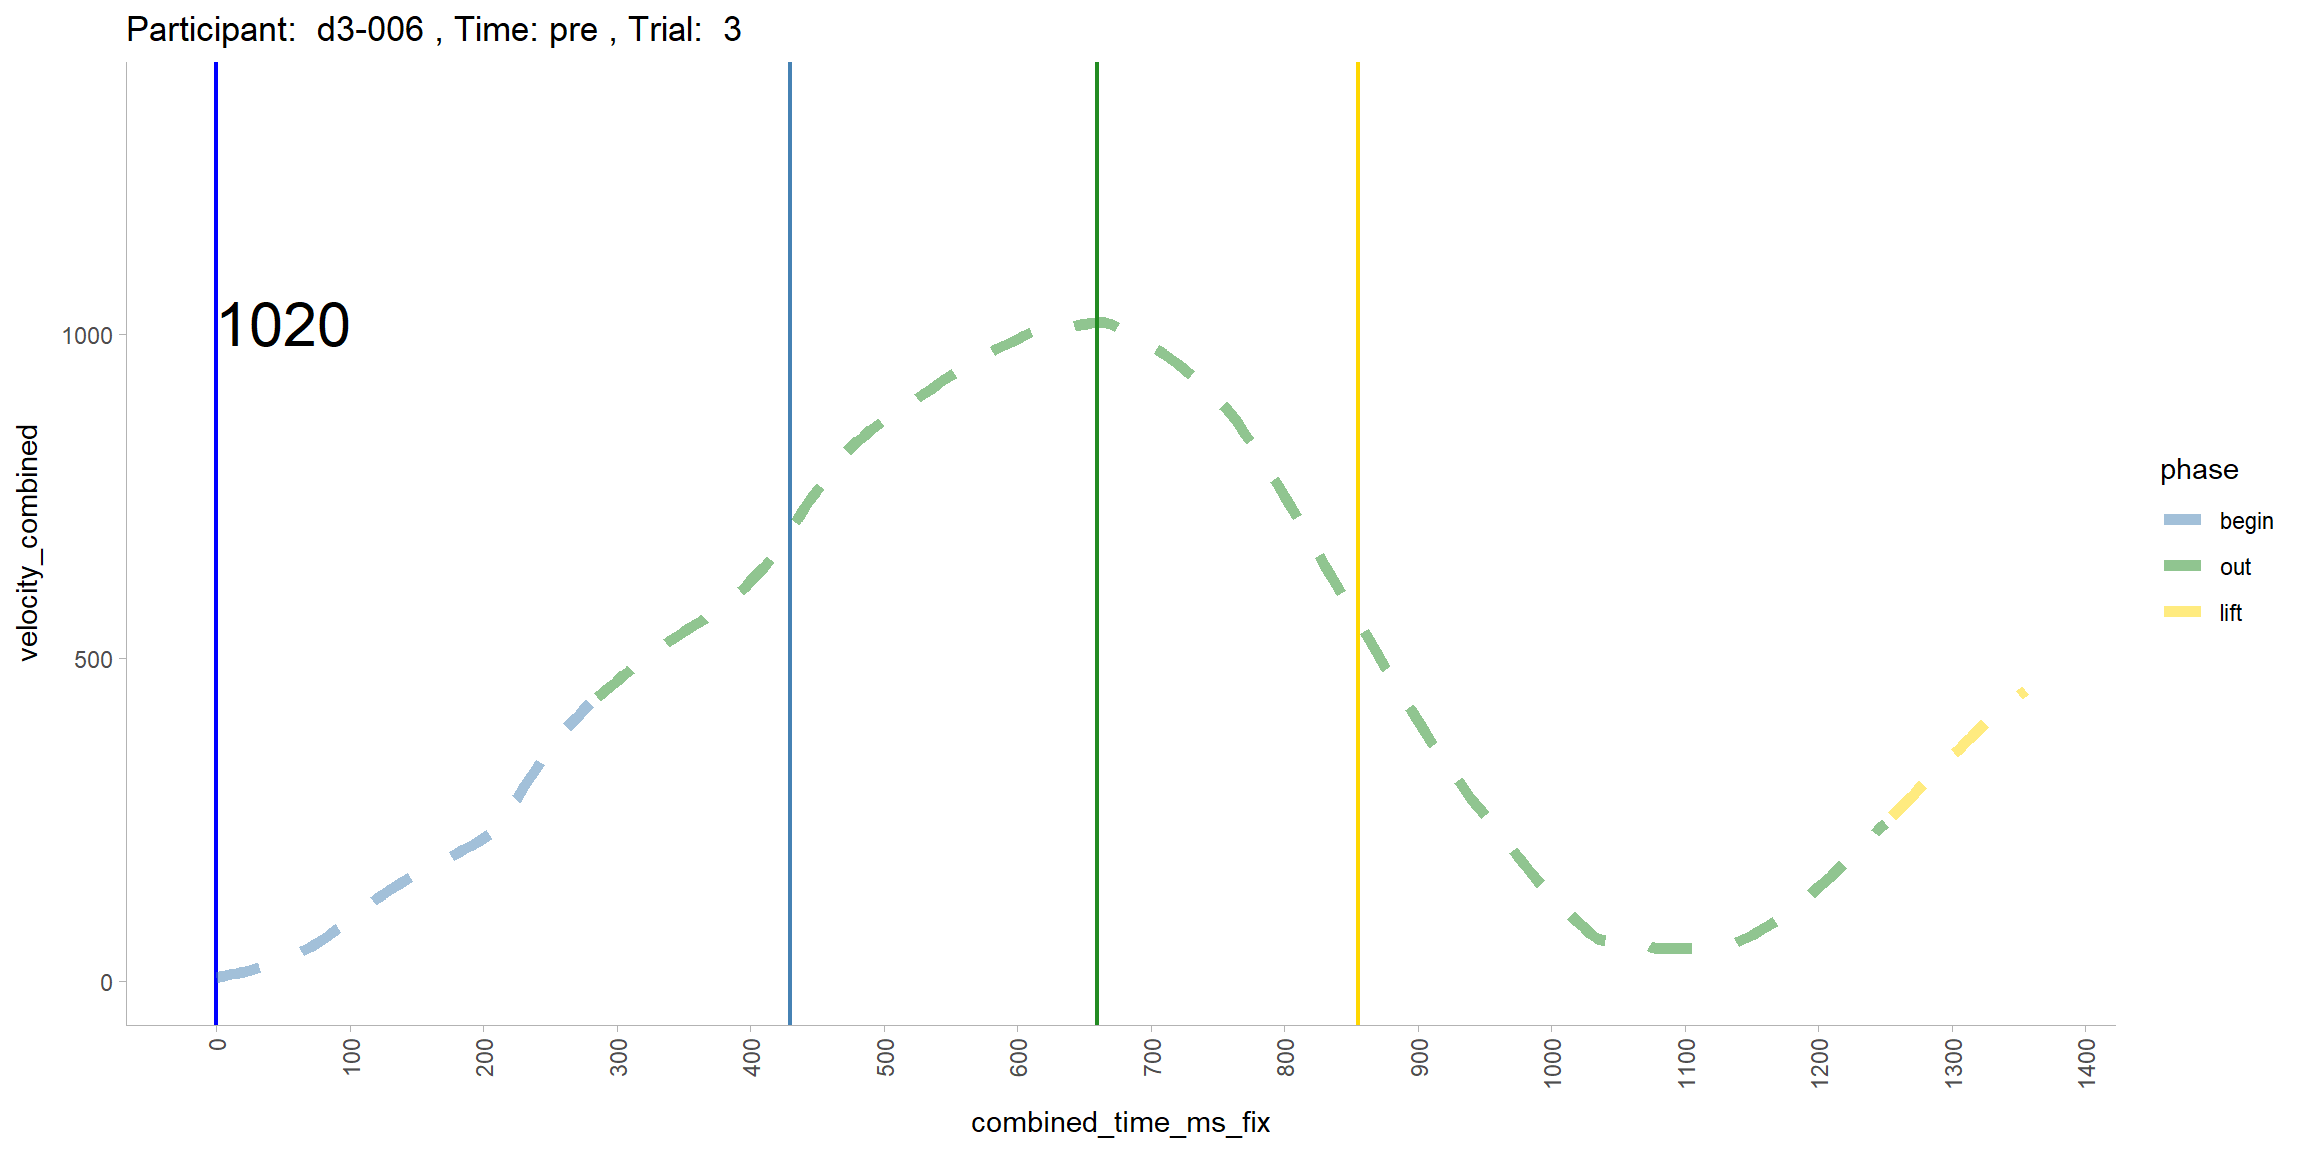 Participant:  d3-006 , Time: pre , Trial:  3
1020
1000
500
0
velocity_combined
0
100
200
300
400
500
600
700
800
900
1000
1100
1200
1300
1400
combined_time_ms_fix
phase
begin
out
lift